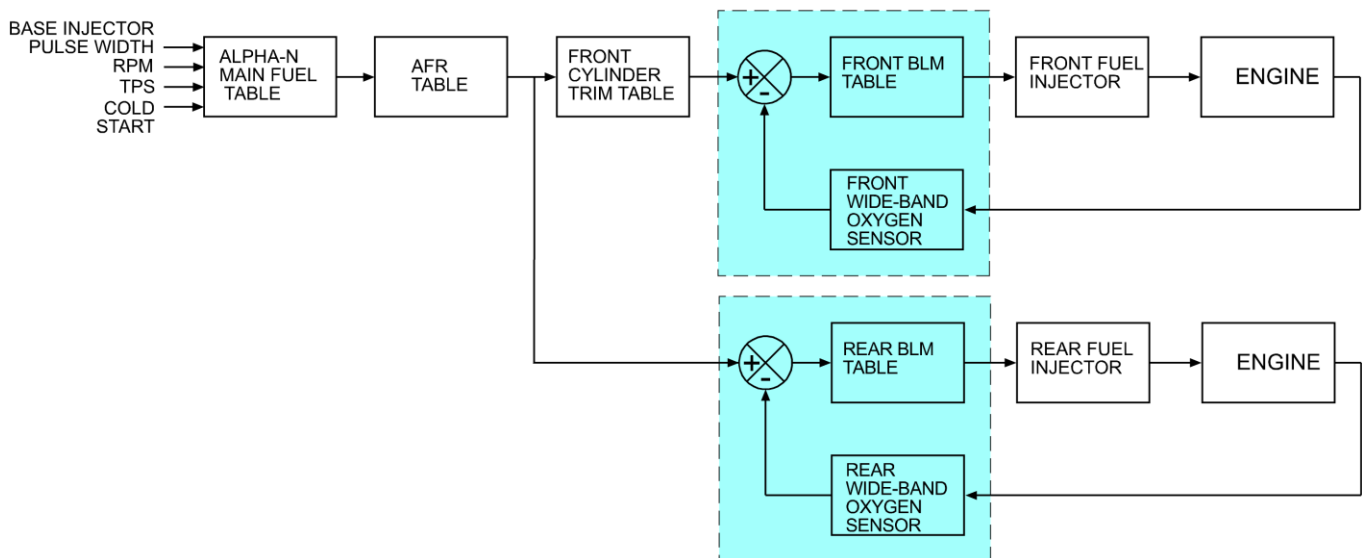 BASE INJECTOR
PULSE WIDTH
RPM
TPS
COLD
START
ALPHA-N
MAIN FUEL
TABLE
AFR
TABLE
FRONT
CYLINDER
TRIM TABLE
+
-
FRONT BLM
TABLE
FRONT FUEL
INJECTOR
ENGINE
FRONT
WIDE-BAND
OXYGEN
SENSOR
+
-
REAR BLM
TABLE
REAR FUEL
INJECTOR
ENGINE
REAR
WIDE-BAND
OXYGEN
SENSOR